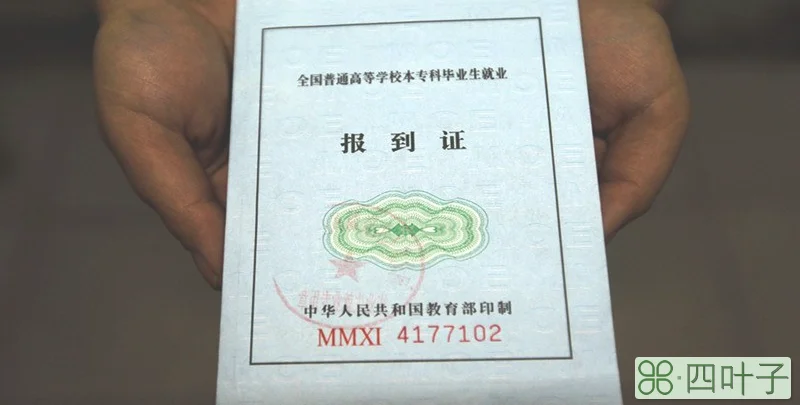 全国普通高等学校本专科毕业生就业
报到证
中华人民共和国教育部印制
MMXI 4177102
四叶子